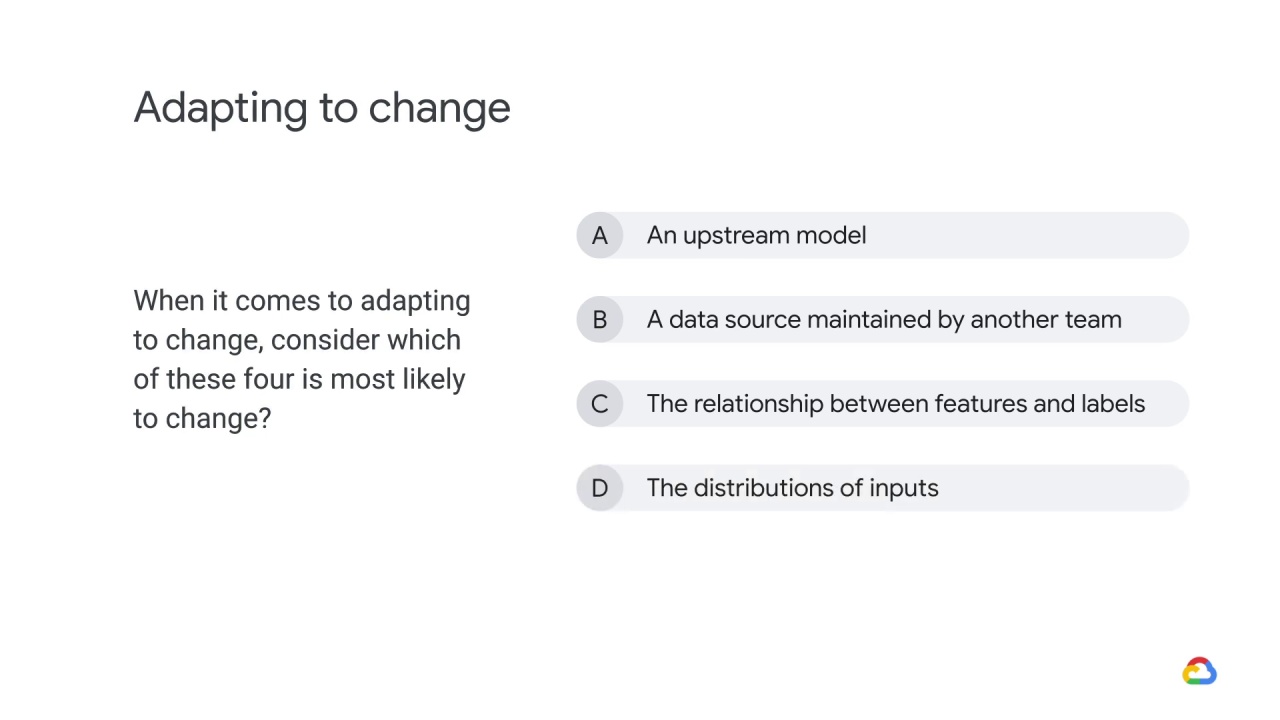 Adapting to change
When it comes to adapting
to change, consider which
of these four is most likely
to change?
A An upstream model
B A data source maintained by another team
C The relationship between features and labels
D The distributions of inputs